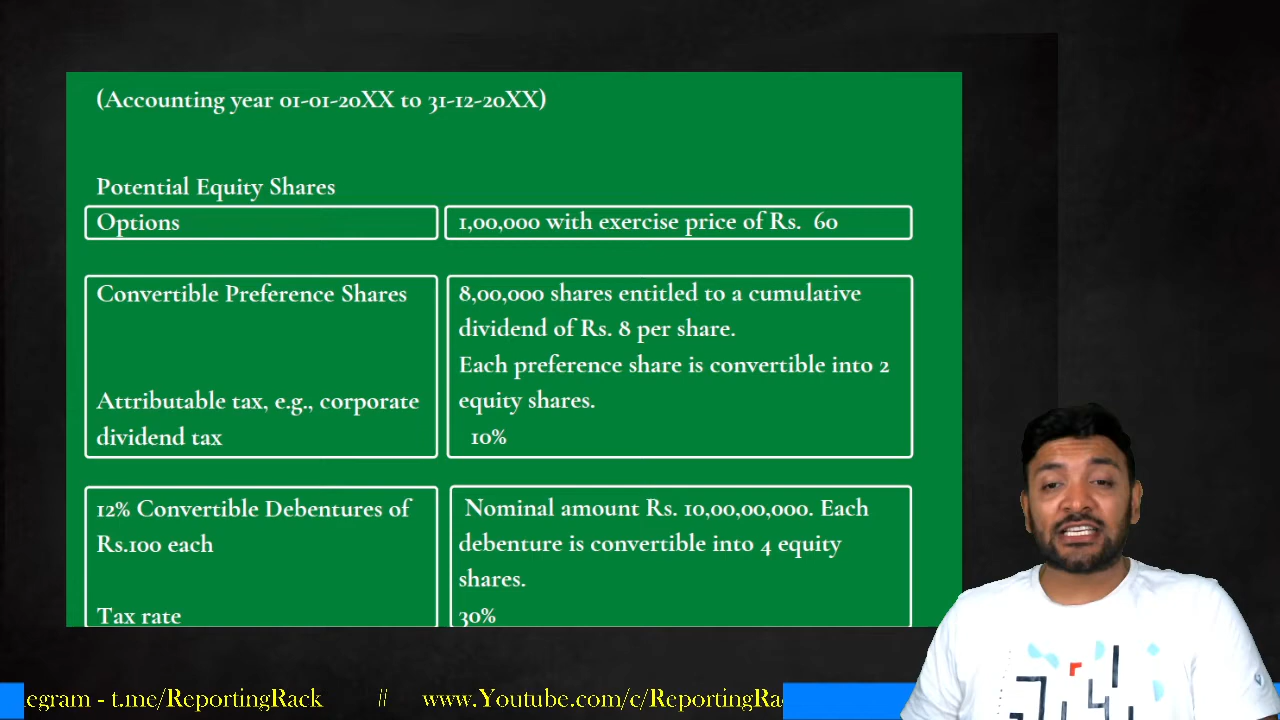 (Accounting year 01-01-20XX to 31-12-20XX)
Potential Equity Shares
Options
1,00,000 with exercise price of Rs. 60
Convertible Preference Shares
8,00,000 shares entitled to a cumulative
dividend of Rs. 8 per share.
Each preference share is convertible into 2
equity shares.
Attributable tax, e.g., corporate
dividend tax
10%
12% Convertible Debentures of
Rs.100 each
Nominal amount Rs. 10,00,00,000. Each
debenture is convertible into 4 equity
shares.
Tax rate
30%
egram - t.me/ReportingRack # www.Youtube.com/c/ReportingRa